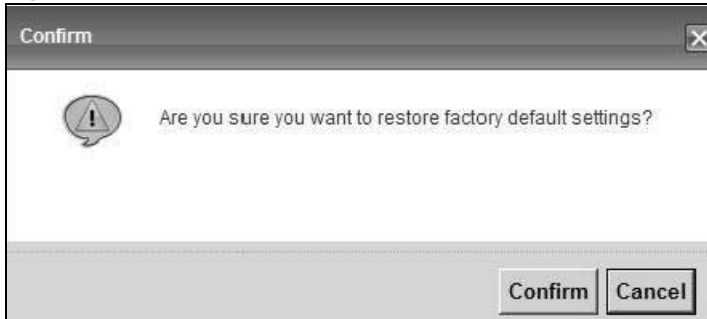 Confirm
Are you sure you want to restore factory default settings?
Confirm Cancel